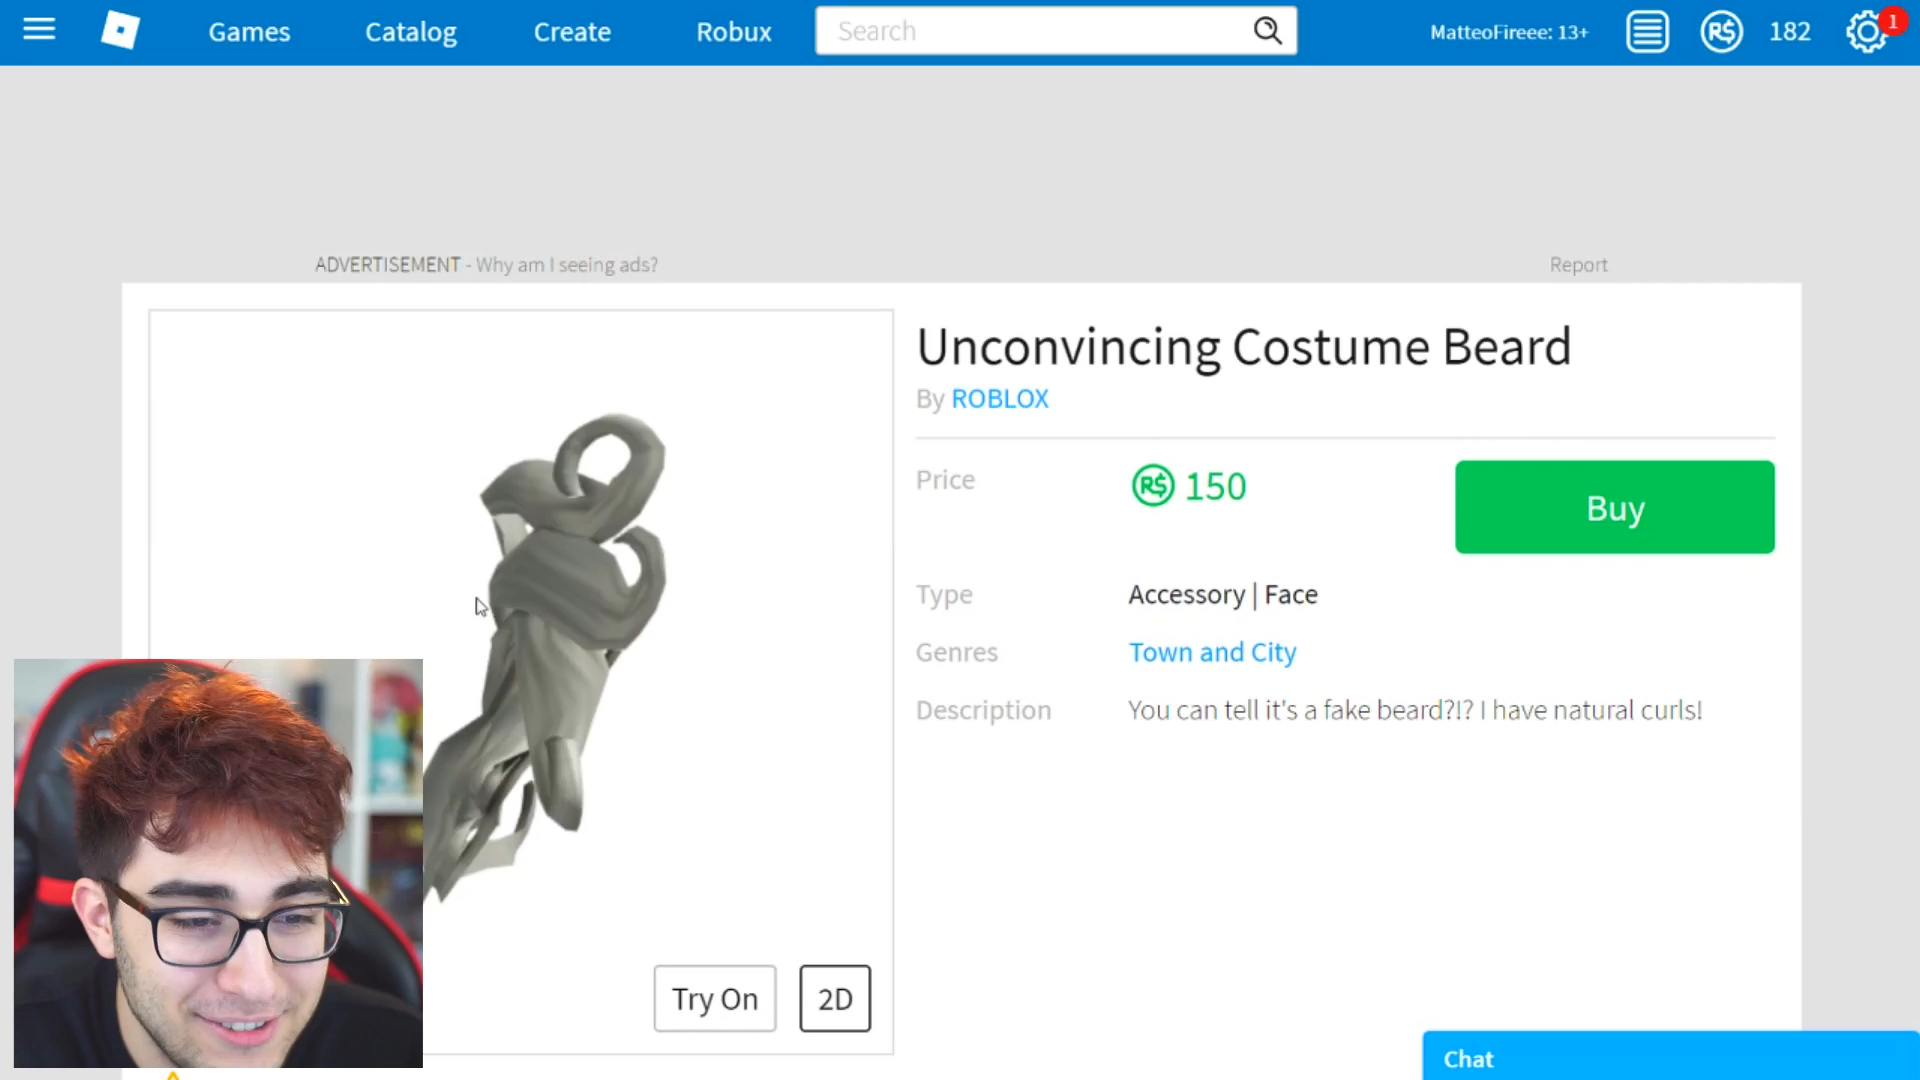 Games Catalog Create Robux Search MatteoFireee: 13+ R$ 182 1
ADVERTISEMENT - Why am I seeing ads? Report
Unconvincing Costume Beard
By ROBLOX
Price R$ 150 Buy
Type Accessory | Face
Genres Town and City
Description You can tell it's a fake beard?!? I have natural curls!
Try On 2D
Chat